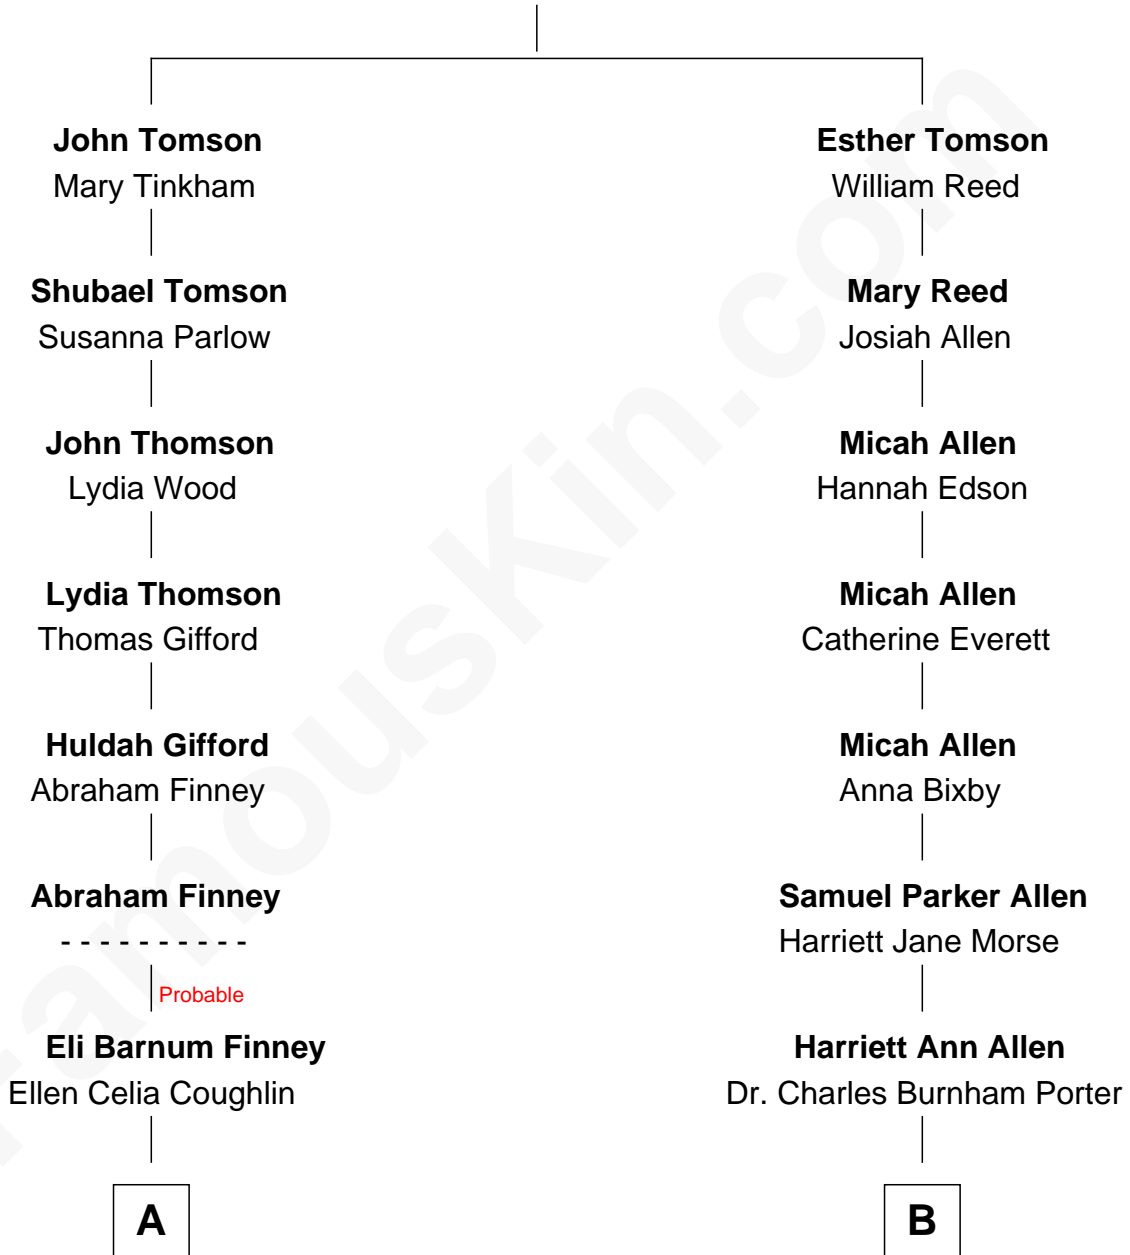 John Tomson
Mary Tinkham
Shubael Tomson
Susanna Parlow
John Thomson
Lydia Wood
Lydia Thomson
Thomas Gifford
Huldah Gifford
Abraham Finney
Abraham Finney
- - - - - - - - - -
Probable
Eli Barnum Finney
Ellen Celia Coughlin
A
Esther Tomson
William Reed
Mary Reed
Josiah Allen
Micah Allen
Hannah Edson
Micah Allen
Catherine Everett
Micah Allen
Anna Bixby
Samuel Parker Allen
Harriett Jane Morse
Harriett Ann Allen
Dr. Charles Burnham Porter
B
FamousKin.com